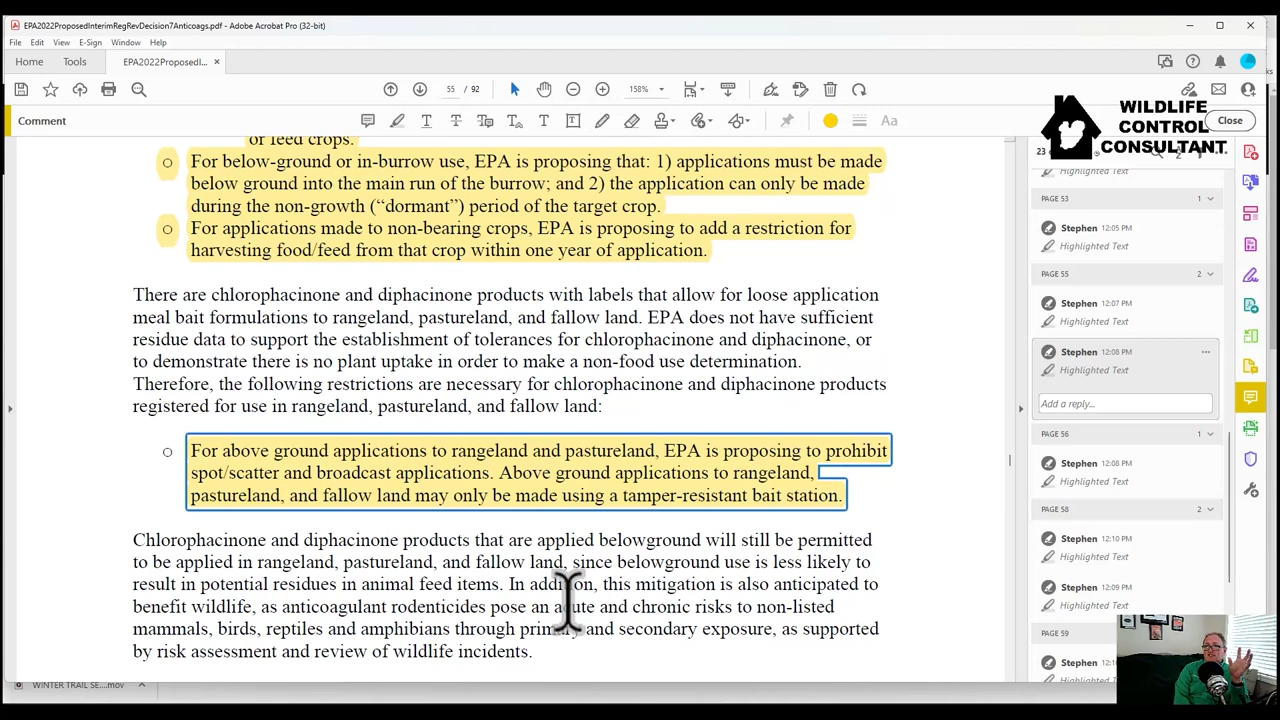 EPA2022ProposedInterimRegRevDecision7Anticoags.pdf - Adobe Acrobat Pro (32-bit)
File Edit View E-Sign Window Help
Home Tools EPA2022ProposedI... ×
55 / 92 158%
Comment Aa Close
WILDLIFE
CONTROL
CONSULTANT
or feed crops.
○ For below-ground or in-burrow use, EPA is proposing that: 1) applications must be made
below ground into the main run of the burrow; and 2) the application can only be made
during the non-growth (“dormant”) period of the target crop.
○ For applications made to non-bearing crops, EPA is proposing to add a restriction for
harvesting food/feed from that crop within one year of application.
There are chlorophacinone and diphacinone products with labels that allow for loose application
meal bait formulations to rangeland, pastureland, and fallow land. EPA does not have sufficient
residue data to support the establishment of tolerances for chlorophacinone and diphacinone, or
to demonstrate there is no plant uptake in order to make a non-food use determination.
Therefore, the following restrictions are necessary for chlorophacinone and diphacinone products
registered for use in rangeland, pastureland, and fallow land:
○ For above ground applications to rangeland and pastureland, EPA is proposing to prohibit
spot/scatter and broadcast applications. Above ground applications to rangeland,
pastureland, and fallow land may only be made using a tamper-resistant bait station.
Chlorophacinone and diphacinone products that are applied belowground will still be permitted
to be applied in rangeland, pastureland, and fallow land, since belowground use is less likely to
result in potential residues in animal feed items. In addition, this mitigation is also anticipated to
benefit wildlife, as anticoagulant rodenticides pose an acute and chronic risks to non-listed
mammals, birds, reptiles and amphibians through primary and secondary exposure, as supported
by risk assessment and review of wildlife incidents.
23
Highlighted Text
PAGE 53 1
Stephen 12:05 PM
Highlighted Text
PAGE 55 2
Stephen 12:07 PM
Highlighted Text
Stephen 12:08 PM ...
Highlighted Text
Add a reply...
PAGE 56 1
Stephen 12:08 PM
Highlighted Text
PAGE 58 2
Stephen 12:10 PM
Highlighted Text
Stephen 12:09 PM
Highlighted Text
PAGE 59
Stephen
Highlighted Text
WINTER TRAIL SE....mov